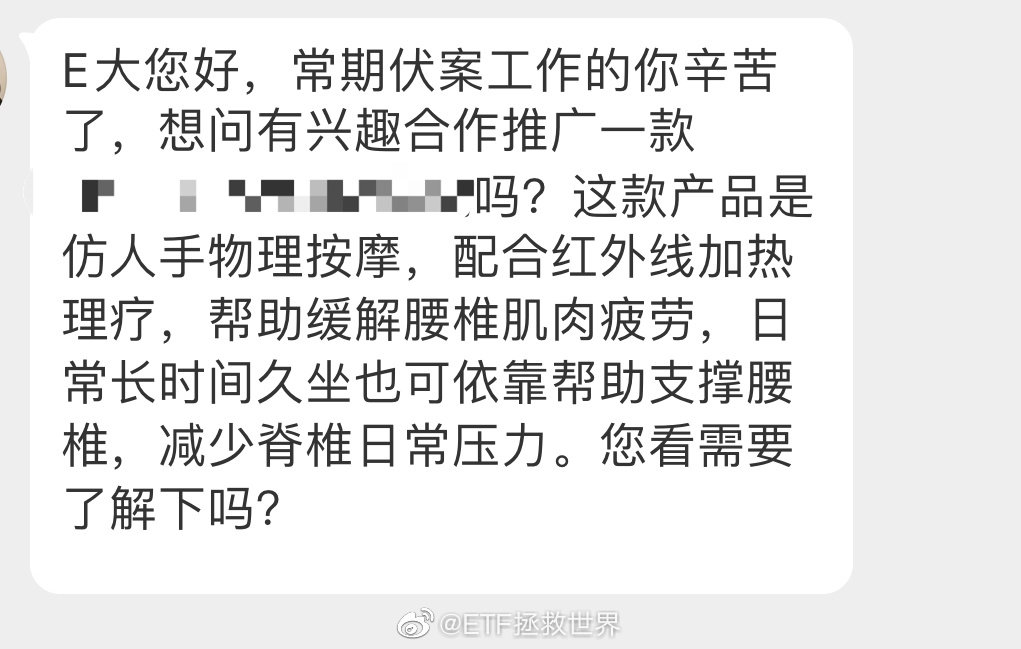 E大您好，常期伏案工作的你辛苦
了，想问有兴趣合作推广一款
吗？这款产品是
仿人手物理按摩，配合红外线加热
理疗，帮助缓解腰椎肌肉疲劳，日
常长时间久坐也可依靠帮助支撑腰
椎，减少脊椎日常压力。您看需要
了解下吗？
@ETF拯救世界